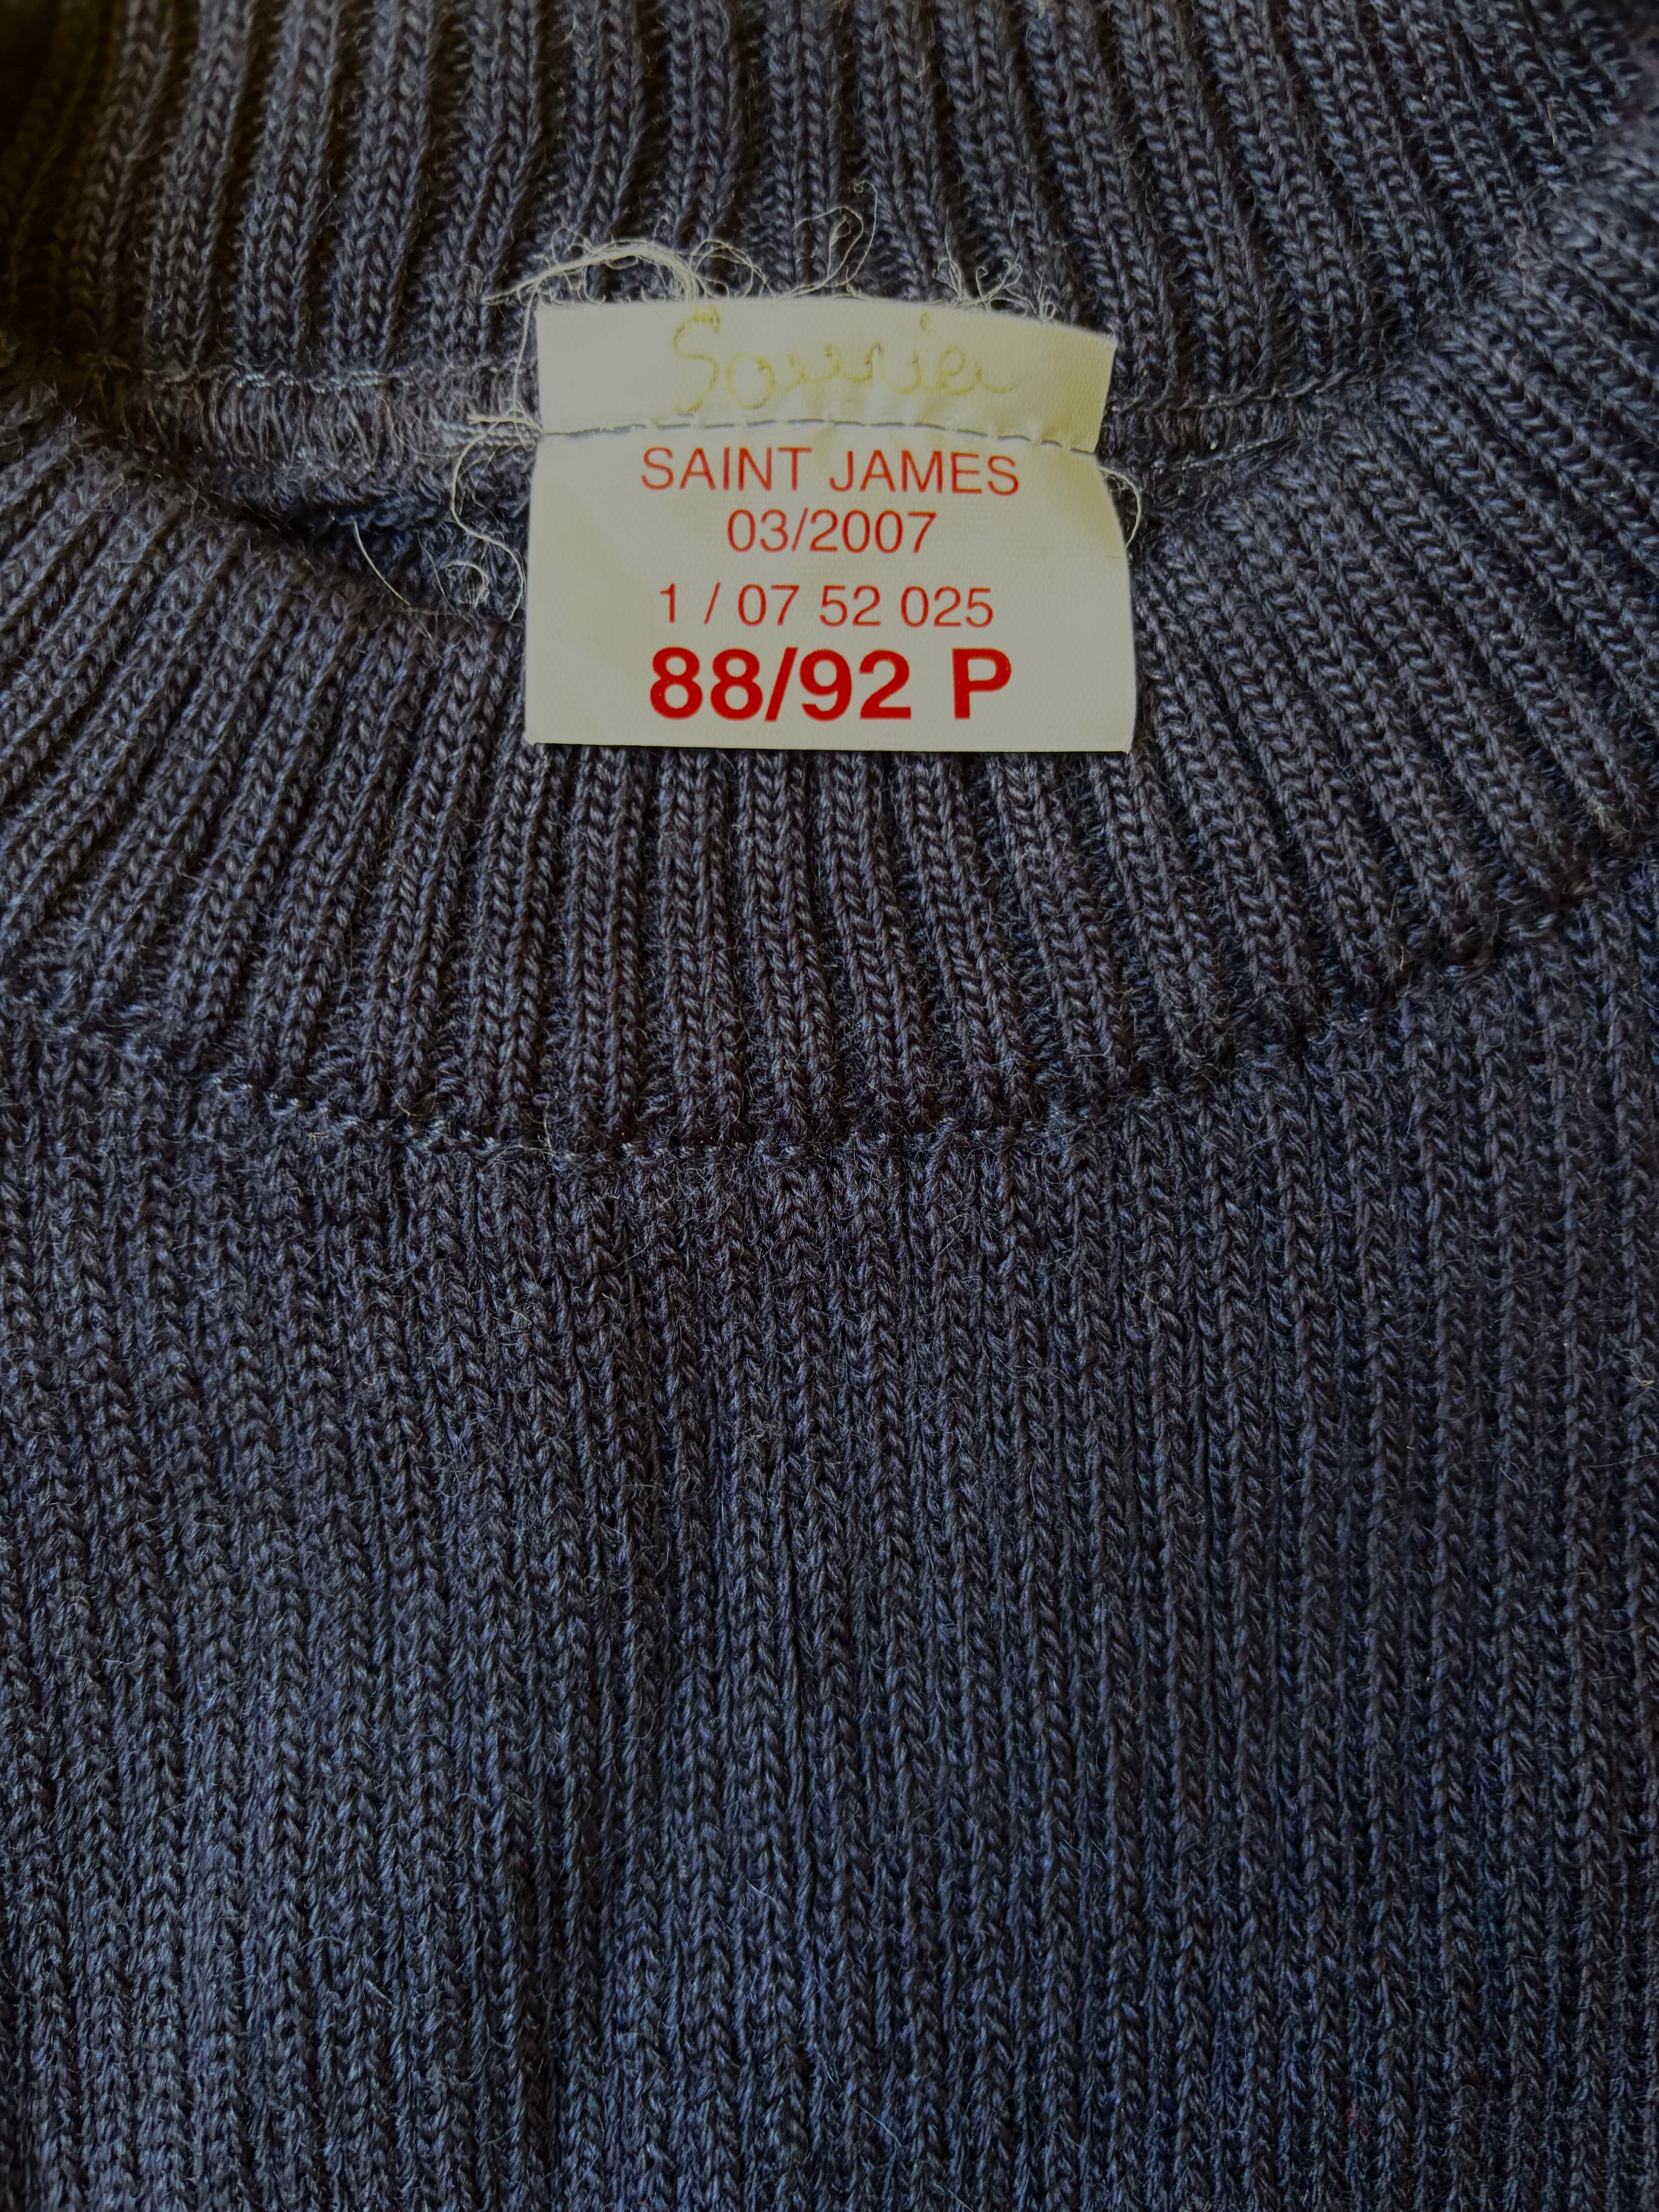 SAINT JAMES
03/2007
1 / 07 52 025
88/92 P